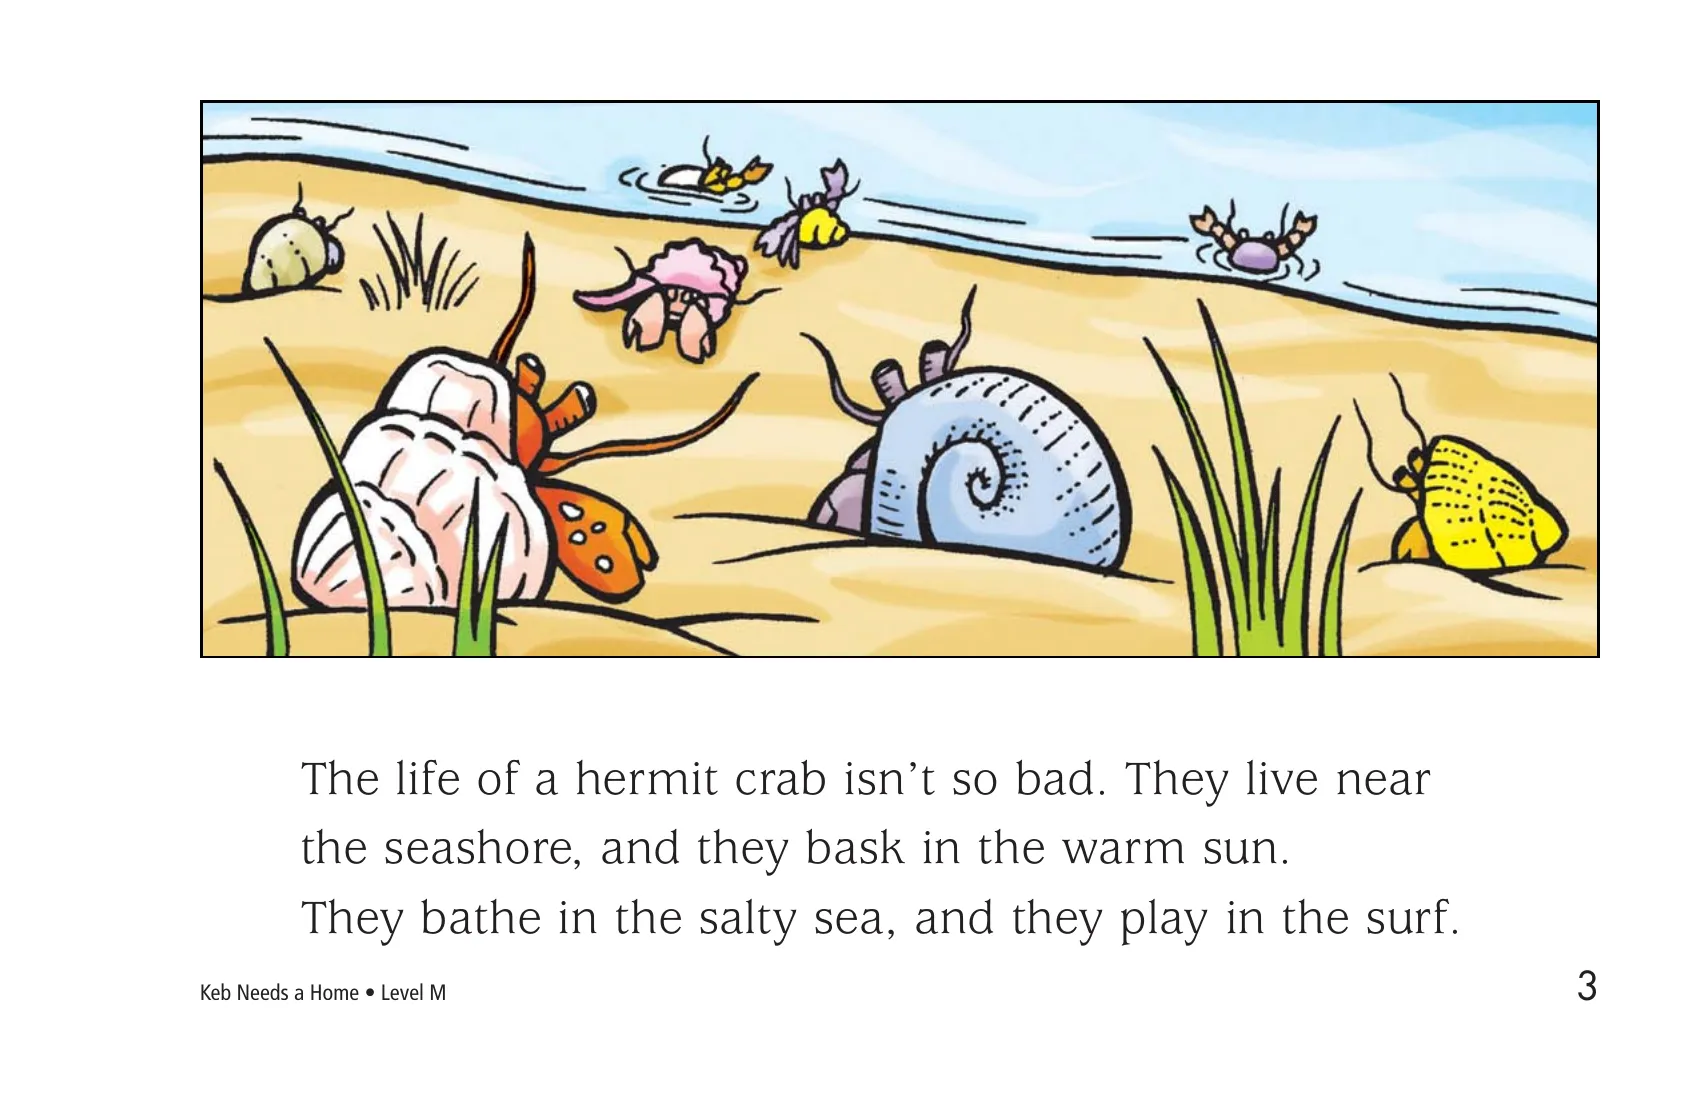 The life of a hermit crab isn’t so bad. They live near
the seashore, and they bask in the warm sun.
They bathe in the salty sea, and they play in the surf.
Keb Needs a Home • Level M
3